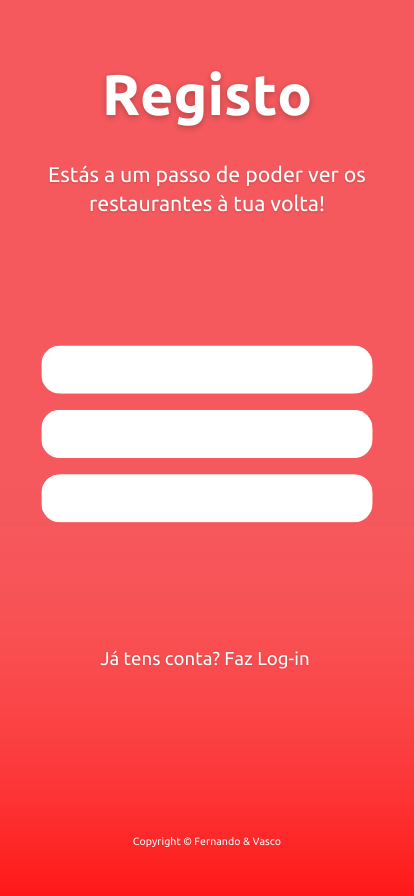 Registo
Estás a um passo de poder ver os
restaurantes à tua volta!
Já tens conta? Faz Log-in
Copyright © Fernando & Vasco